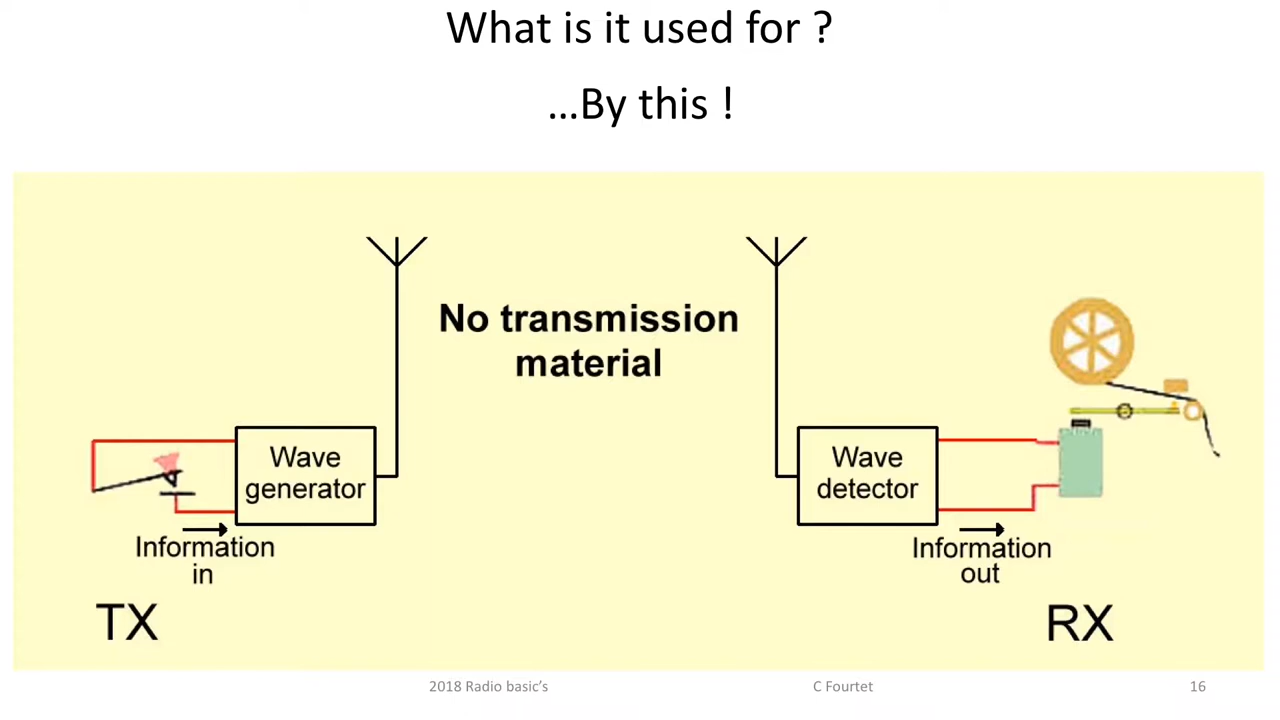 What is it used for ?
…By this !
No transmission
material
Wave
generator
Wave
detector
Information
in
Information
out
TX
RX
2018 Radio basic's
C Fourtet
16